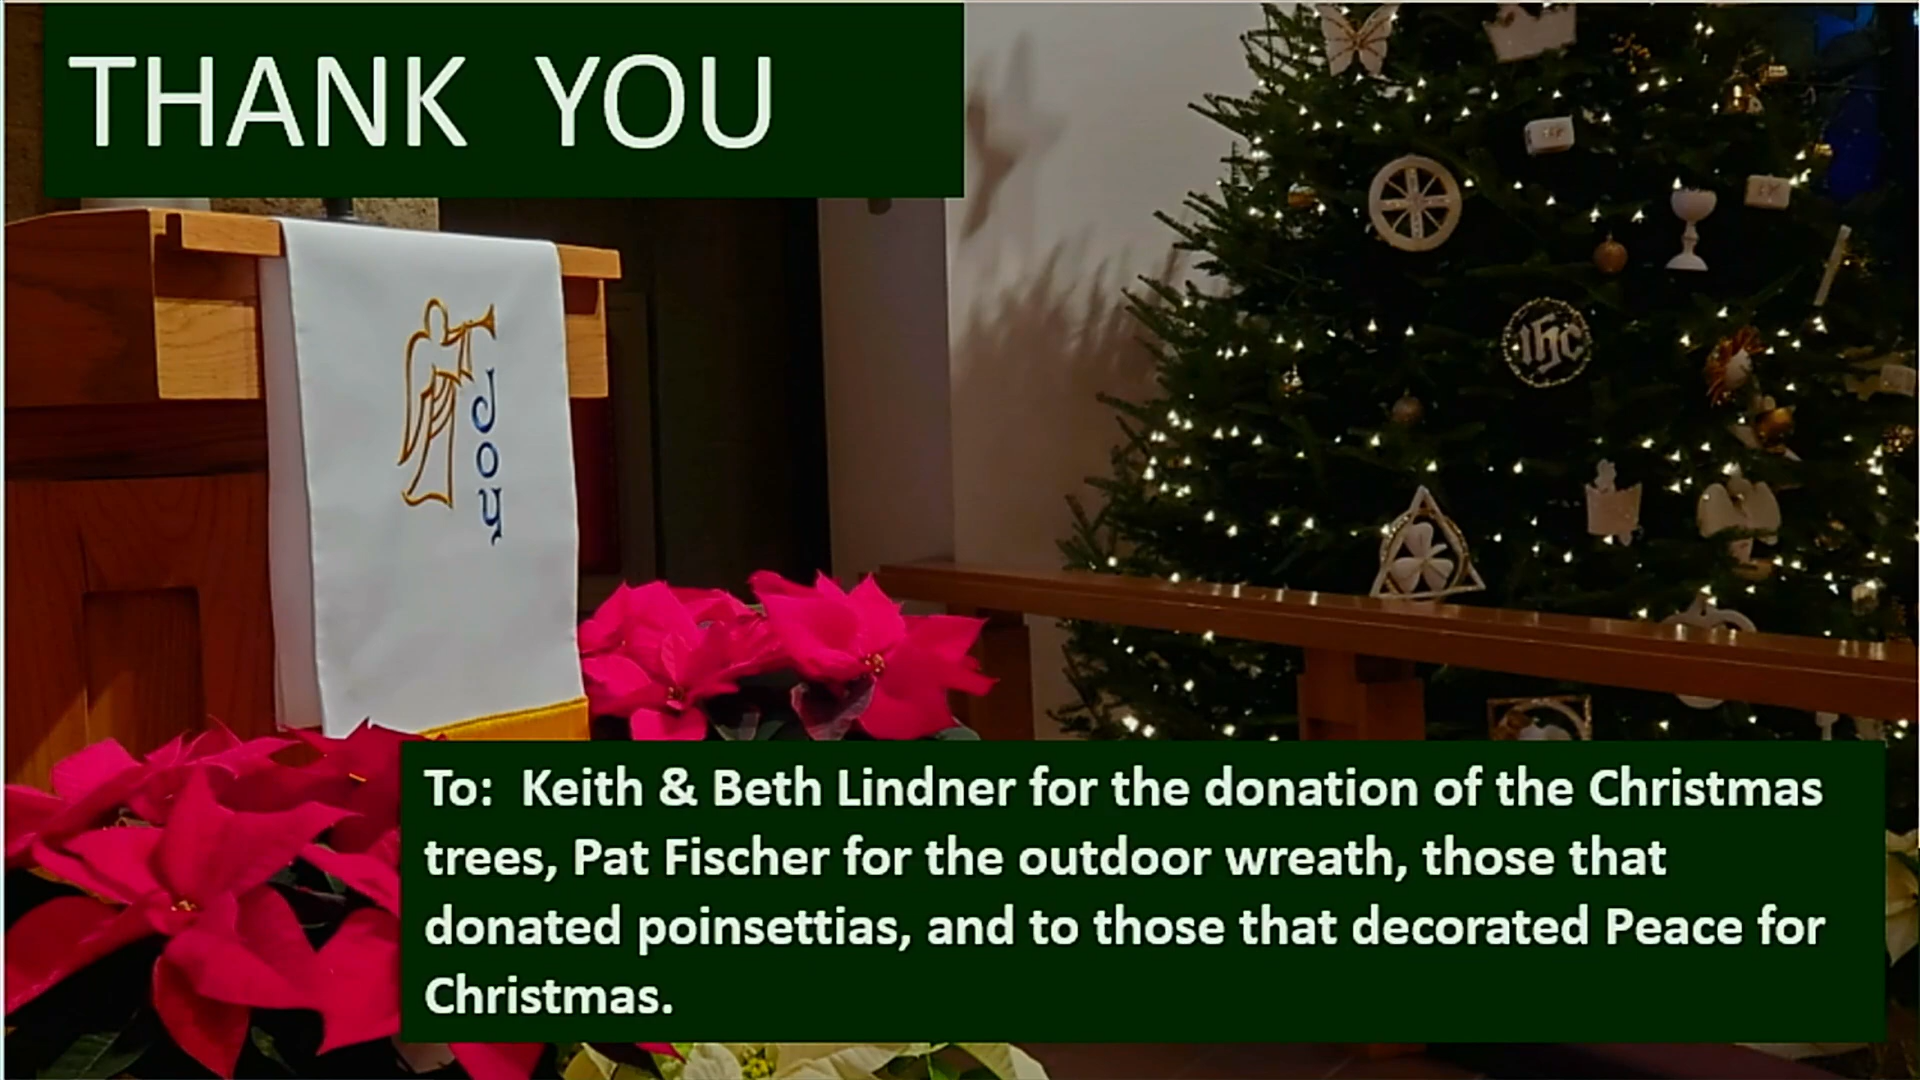 THANK YOU
Joy
IHC
To: Keith & Beth Lindner for the donation of the Christmas
trees, Pat Fischer for the outdoor wreath, those that
donated poinsettias, and to those that decorated Peace for
Christmas.